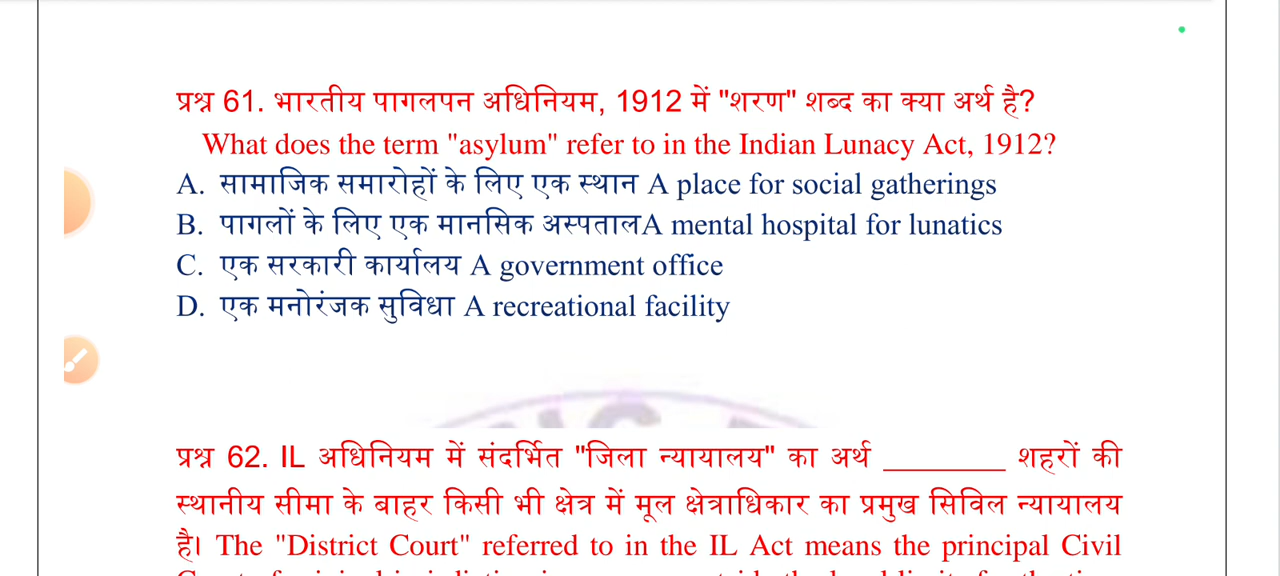 प्रश्न 61. भारतीय पागलपन अधिनियम, 1912 में "शरण" शब्द का क्या अर्थ है?
What does the term "asylum" refer to in the Indian Lunacy Act, 1912?
A. सामाजिक समारोहों के लिए एक स्थान A place for social gatherings
B. पागलों के लिए एक मानसिक अस्पतालA mental hospital for lunatics
C. एक सरकारी कार्यालय A government office
D. एक मनोरंजक सुविधा A recreational facility
प्रश्न 62. IL अधिनियम में संदर्भित "जिला न्यायालय" का अर्थ ________ शहरों की
स्थानीय सीमा के बाहर किसी भी क्षेत्र में मूल क्षेत्राधिकार का प्रमुख सिविल न्यायालय
है। The "District Court" referred to in the IL Act means the principal Civil